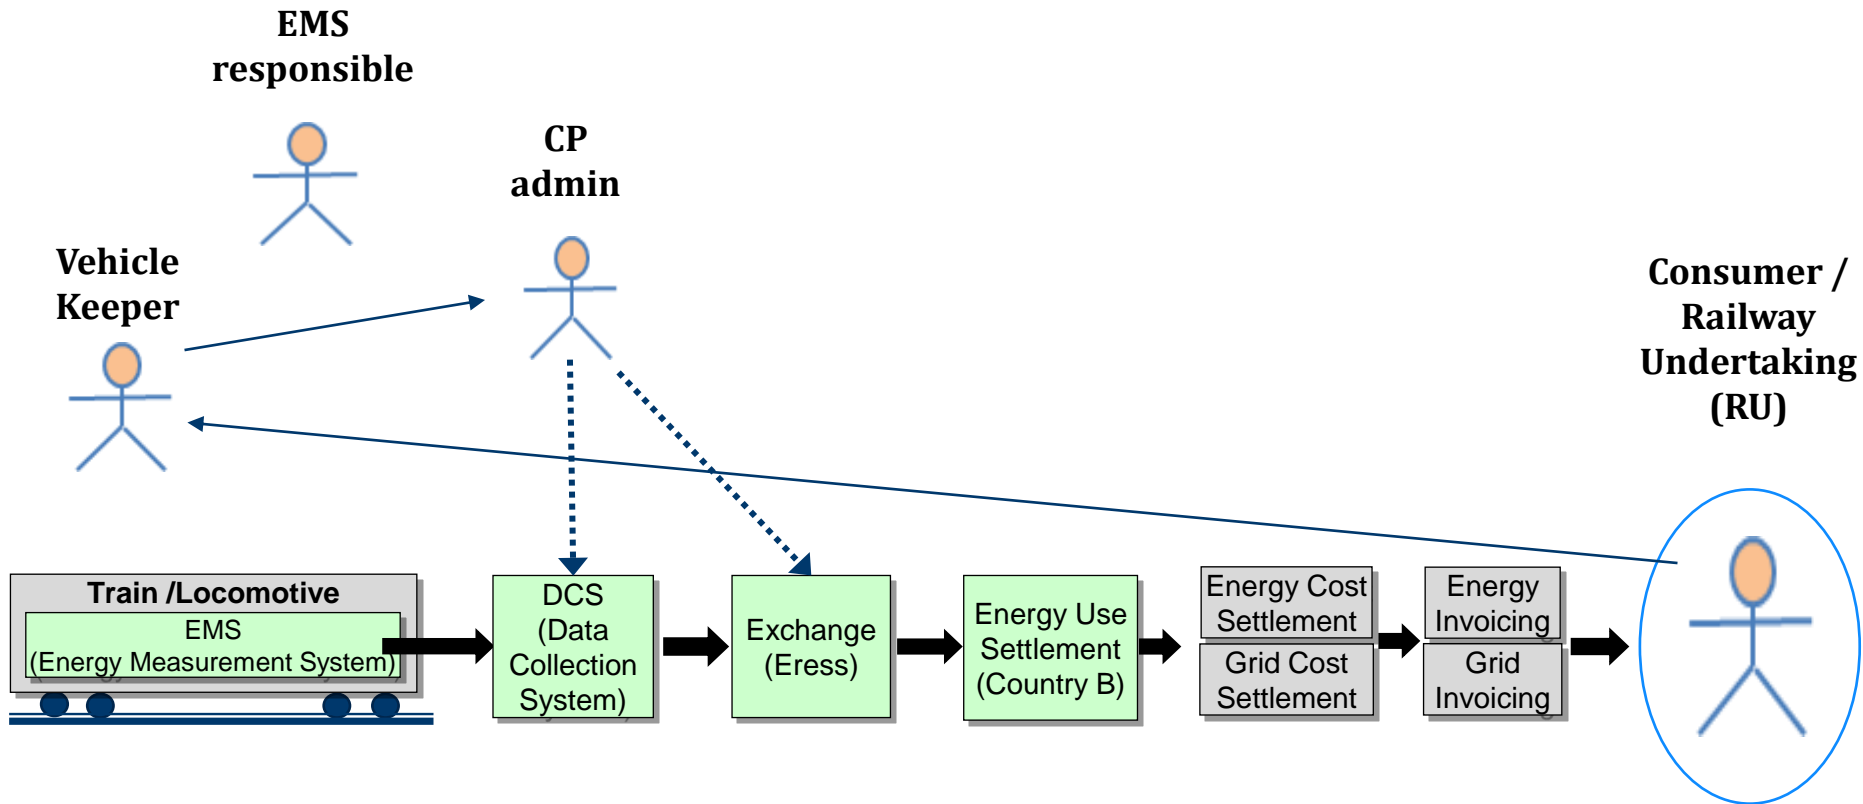 EMS
responsible
CP
admin
Vehicle
Keeper
Consumer /
Railway
Undertaking
(RU)
Train /Locomotive
EMS
(Energy Measurement System)
DCS
(Data
Collection
System)
Exchange
(Eress)
Energy Use
Settlement
(Country B)
Energy Cost
Settlement
Grid Cost
Settlement
Energy
Invoicing
Grid
Invoicing